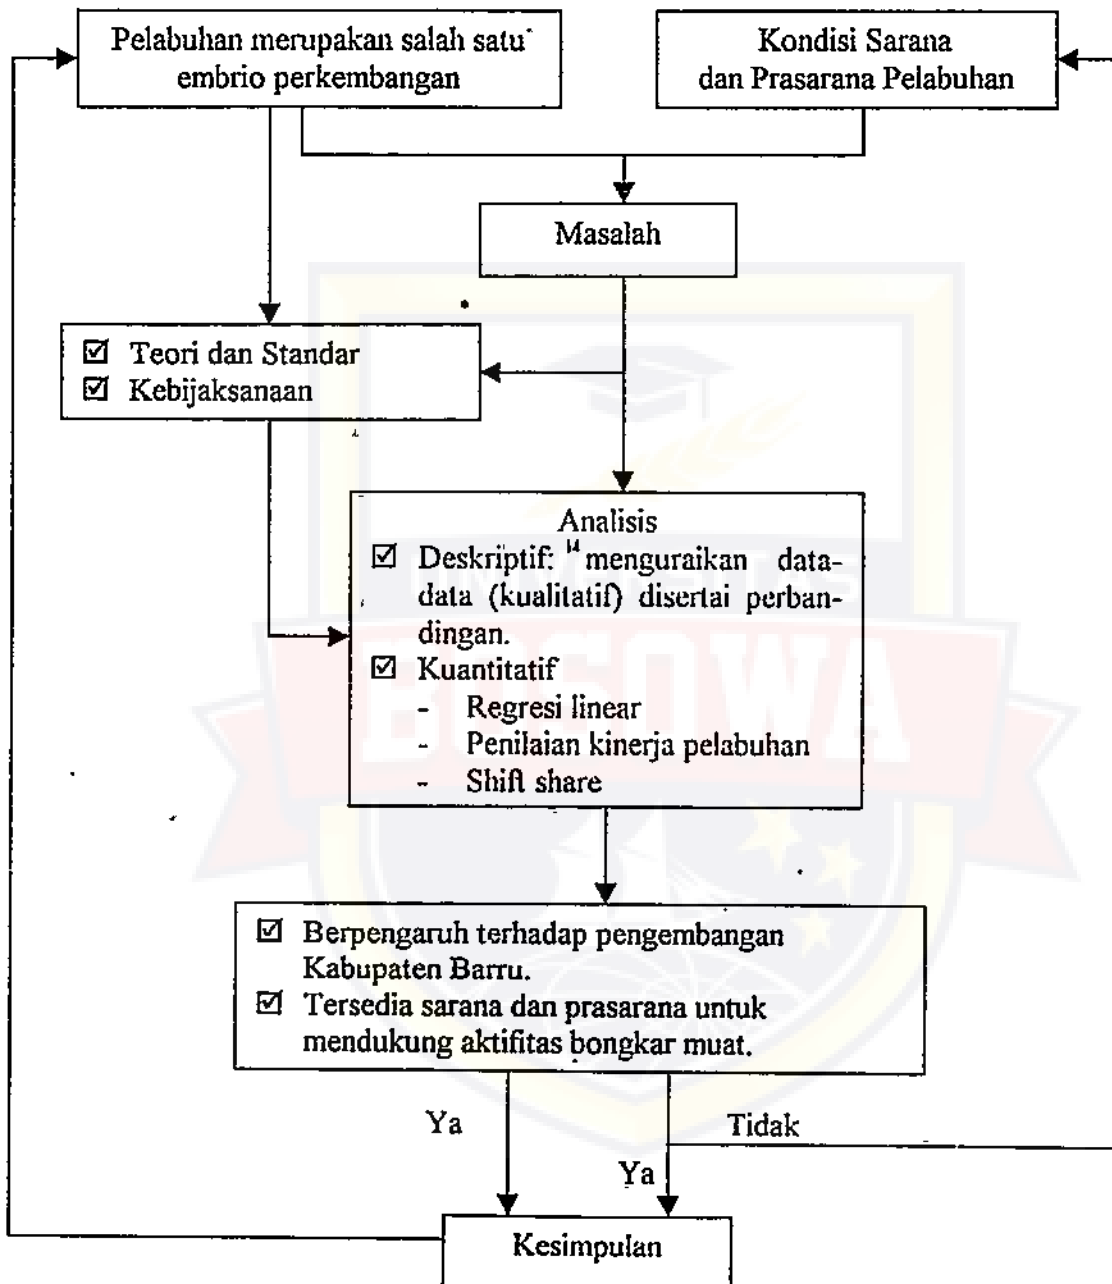 Pelabuhan merupakan salah satu
embrio perkembangan
Kondisi Sarana
dan Prasarana Pelabuhan
Masalah
☑ Teori dan Standar
☑ Kebijaksanaan
Analisis
☑ Deskriptif: menguraikan data-
data (kualitatif) disertai perban-
dingan.
☑ Kuantitatif
- Regresi linear
- Penilaian kinerja pelabuhan
- Shift share
UNIVERSITAS
BOSOWA
☑ Berpengaruh terhadap pengembangan
Kabupaten Barru.
☑ Tersedia sarana dan prasarana untuk
mendukung aktifitas bongkar muat.
Ya
Tidak
Ya
Kesimpulan